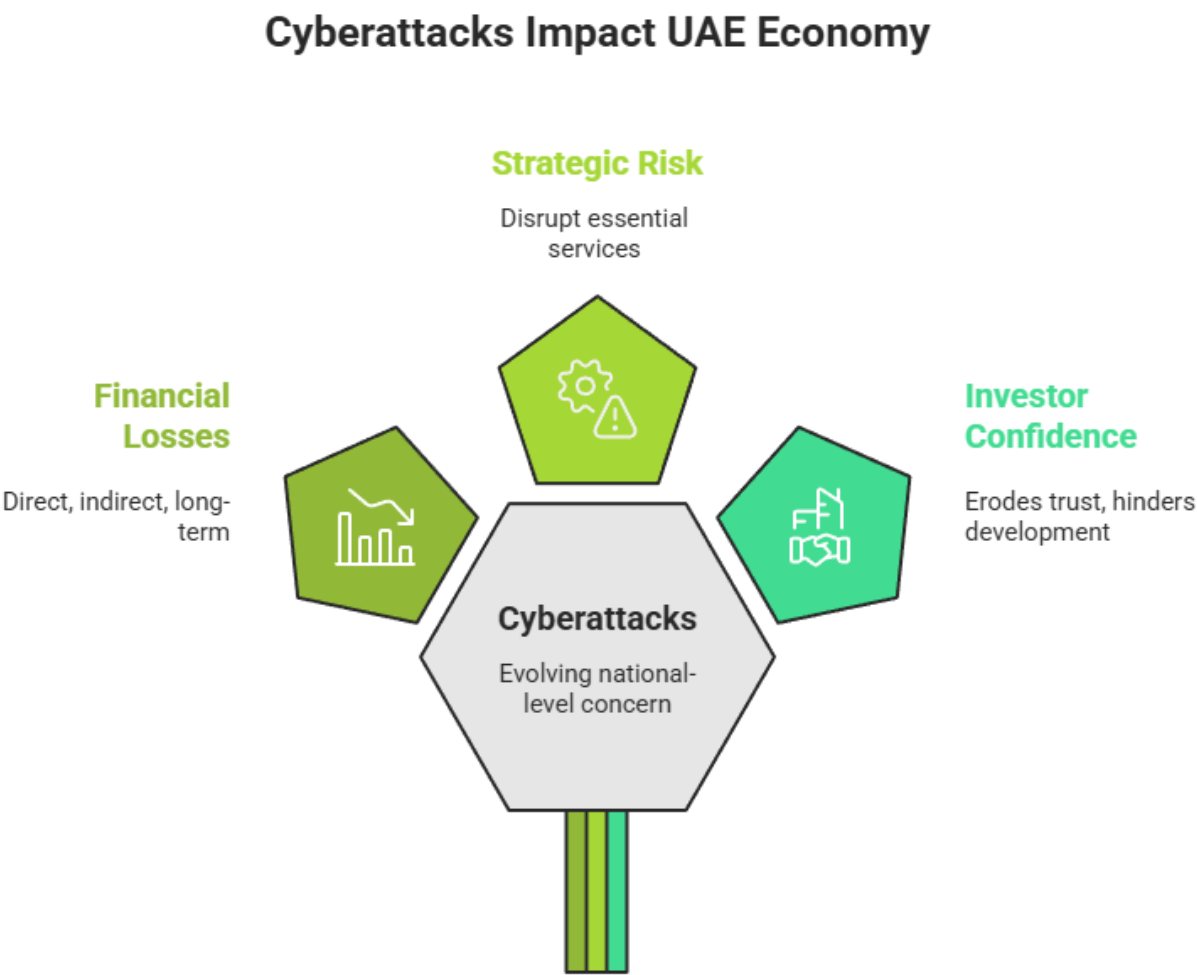 Cyberattacks Impact UAE Economy
Strategic Risk
Disrupt essential
services
Financial
Losses
Direct, indirect, long-
term
Investor
Confidence
Erodes trust, hinders
development
Cyberattacks
Evolving national-
level concern